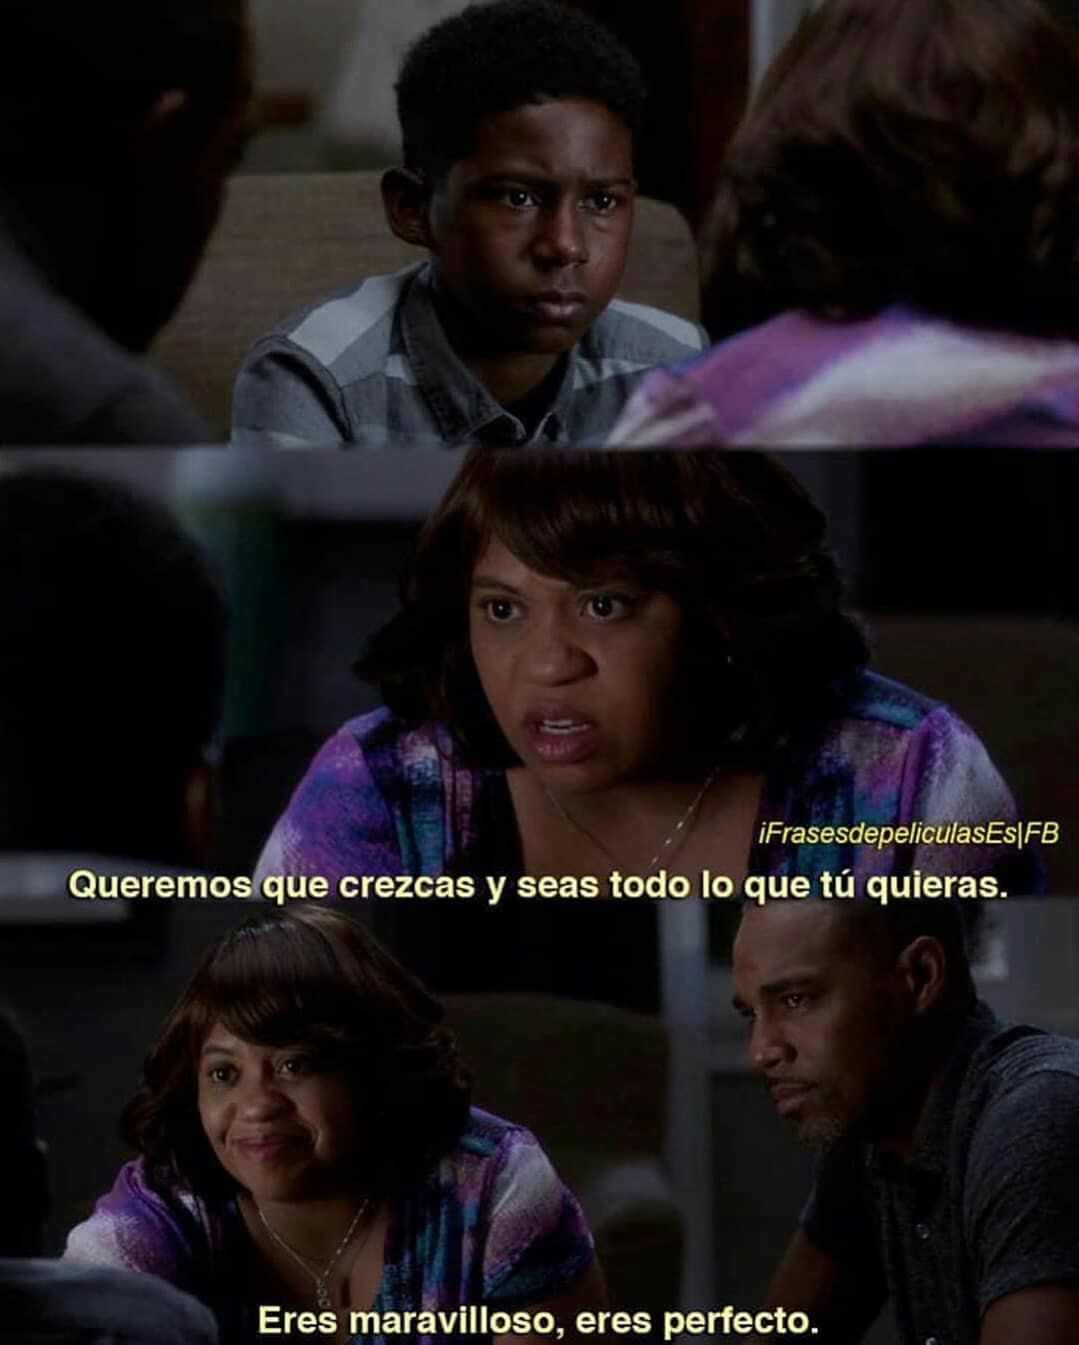 iFrasesdepeliculasEs|FB
Queremos que crezcas y seas todo lo que tú quieras.
Eres maravilloso, eres perfecto.